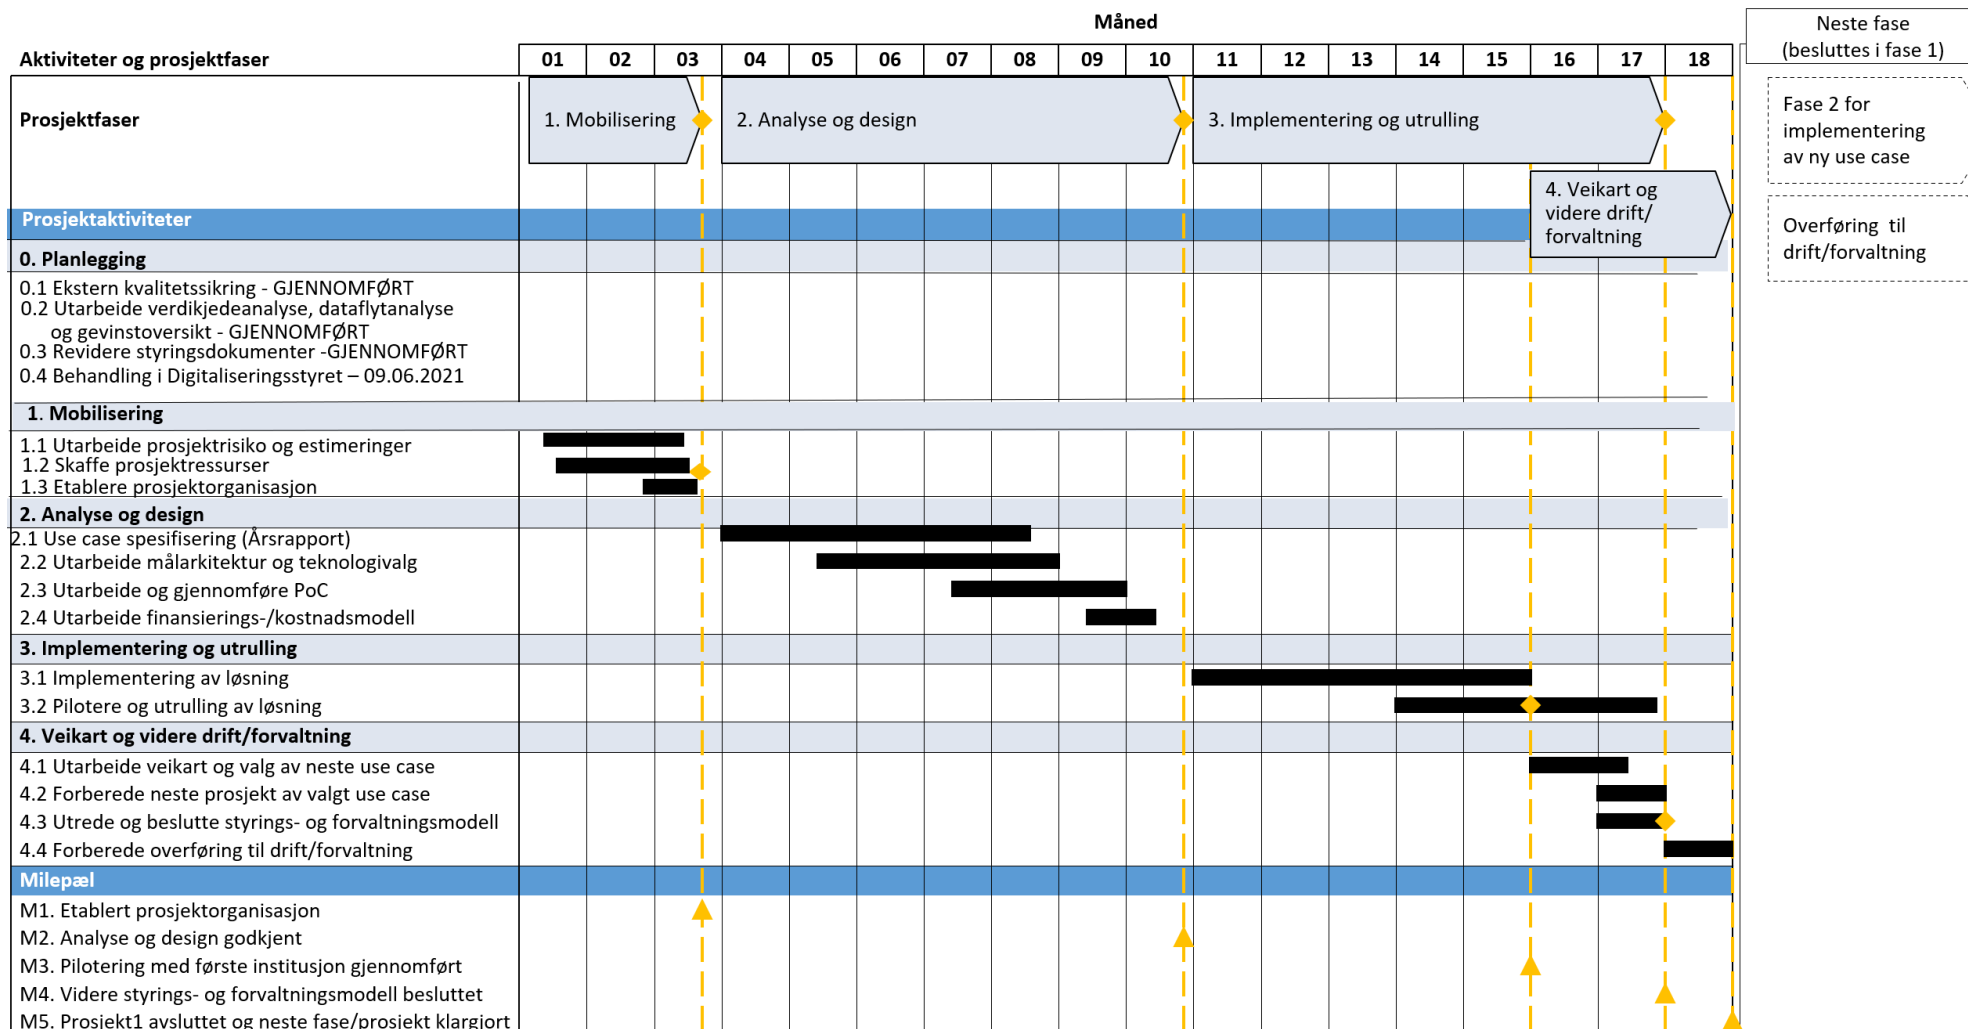 Måned
Neste fase
(besluttes i fase 1)
Aktiviteter og prosjektfaser
01 02 03 04 05 06 07 08 09 10 11 12 13 14 15 16 17 18
Prosjektfaser
1. Mobilisering
2. Analyse og design
3. Implementering og utrulling
Fase 2 for
implementering
av ny use case
4. Veikart og
videre drift/
forvaltning
Overføring til
drift/forvaltning
Prosjektaktiviteter
0. Planlegging
0.1 Ekstern kvalitetssikring - GJENNOMFØRT
0.2 Utarbeide verdikjedeanalyse, dataflytanalyse
og gevinstoversikt - GJENNOMFØRT
0.3 Revidere styringsdokumenter -GJENNOMFØRT
0.4 Behandling i Digitaliseringsstyret – 09.06.2021
1. Mobilisering
1.1 Utarbeide prosjektrisiko og estimeringer
1.2 Skaffe prosjektressurser
1.3 Etablere prosjektorganisasjon
2. Analyse og design
2.1 Use case spesifisering (Årsrapport)
2.2 Utarbeide målarkitektur og teknologivalg
2.3 Utarbeide og gjennomføre PoC
2.4 Utarbeide finansierings-/kostnadsmodell
3. Implementering og utrulling
3.1 Implementering av løsning
3.2 Pilotere og utrulling av løsning
4. Veikart og videre drift/forvaltning
4.1 Utarbeide veikart og valg av neste use case
4.2 Forberede neste prosjekt av valgt use case
4.3 Utrede og beslutte styrings- og forvaltningsmodell
4.4 Forberede overføring til drift/forvaltning
Milepæl
M1. Etablert prosjektorganisasjon
M2. Analyse og design godkjent
M3. Pilotering med første institusjon gjennomført
M4. Videre styrings- og forvaltningsmodell besluttet
M5. Prosjekt1 avsluttet og neste fase/prosjekt klargjort